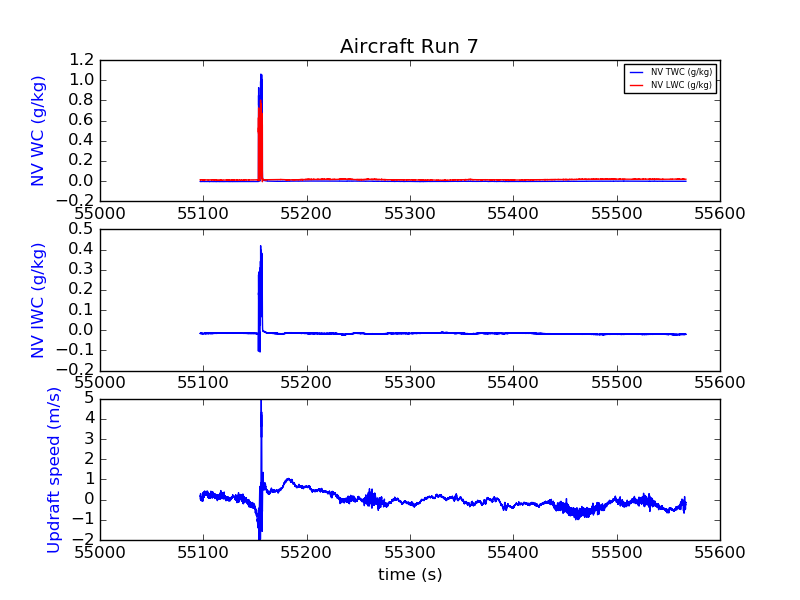 Aircraft Run 7
NV WC (g/kg)
1.2
1.0
0.8
0.6
0.4
0.2
0.0
−0.2
NV TWC (g/kg)
NV LWC (g/kg)
55000 55100 55200 55300 55400 55500 55600
NV IWC (g/kg)
0.5
0.4
0.3
0.2
0.1
0.0
−0.1
−0.2
55000 55100 55200 55300 55400 55500 55600
Updraft speed (m/s)
5
4
3
2
1
0
−1
−2
55000 55100 55200 55300 55400 55500 55600
time (s)